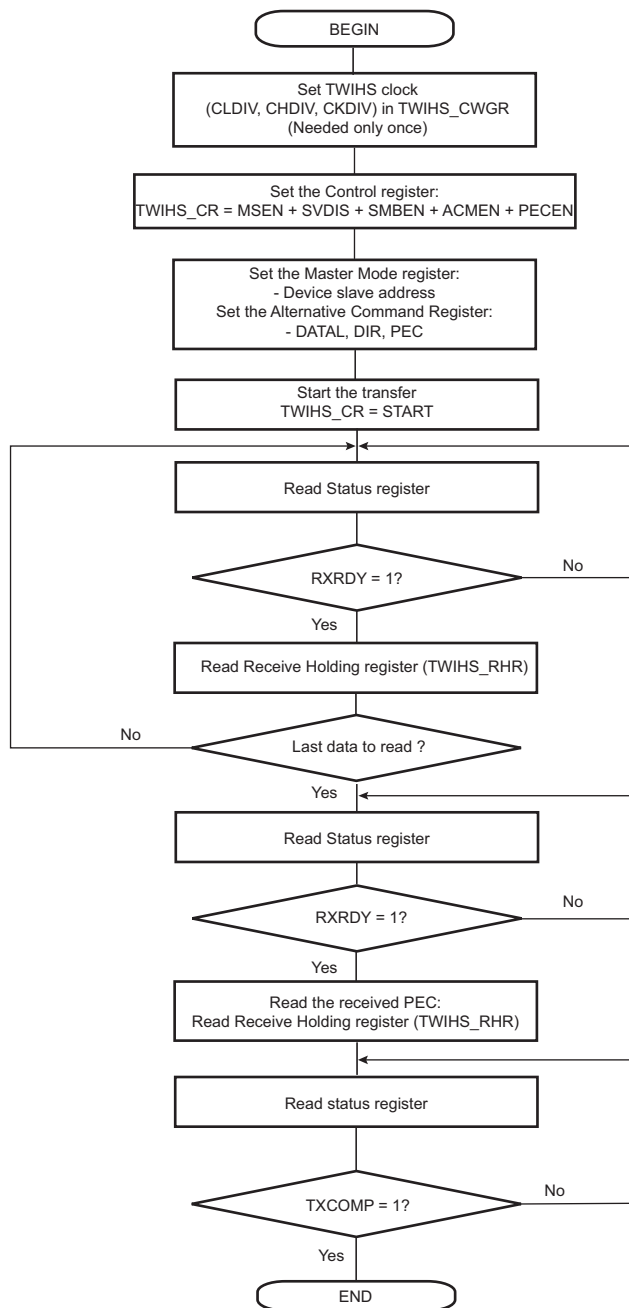 BEGIN
Set TWIHS clock
(CLDIV, CHDIV, CKDIV) in TWIHS_CWGR
(Needed only once)
Set the Control register:
TWIHS_CR = MSEN + SVDIS + SMBEN + ACMEN + PECEN
Set the Master Mode register:
- Device slave address
Set the Alternative Command Register:
- DATAL, DIR, PEC
Start the transfer
TWIHS_CR = START
Read Status register
RXRDY = 1?
No
Yes
Read Receive Holding register (TWIHS_RHR)
No
Last data to read ?
Yes
Read Status register
RXRDY = 1?
No
Yes
Read the received PEC:
Read Receive Holding register (TWIHS_RHR)
Read status register
TXCOMP = 1?
No
Yes
END